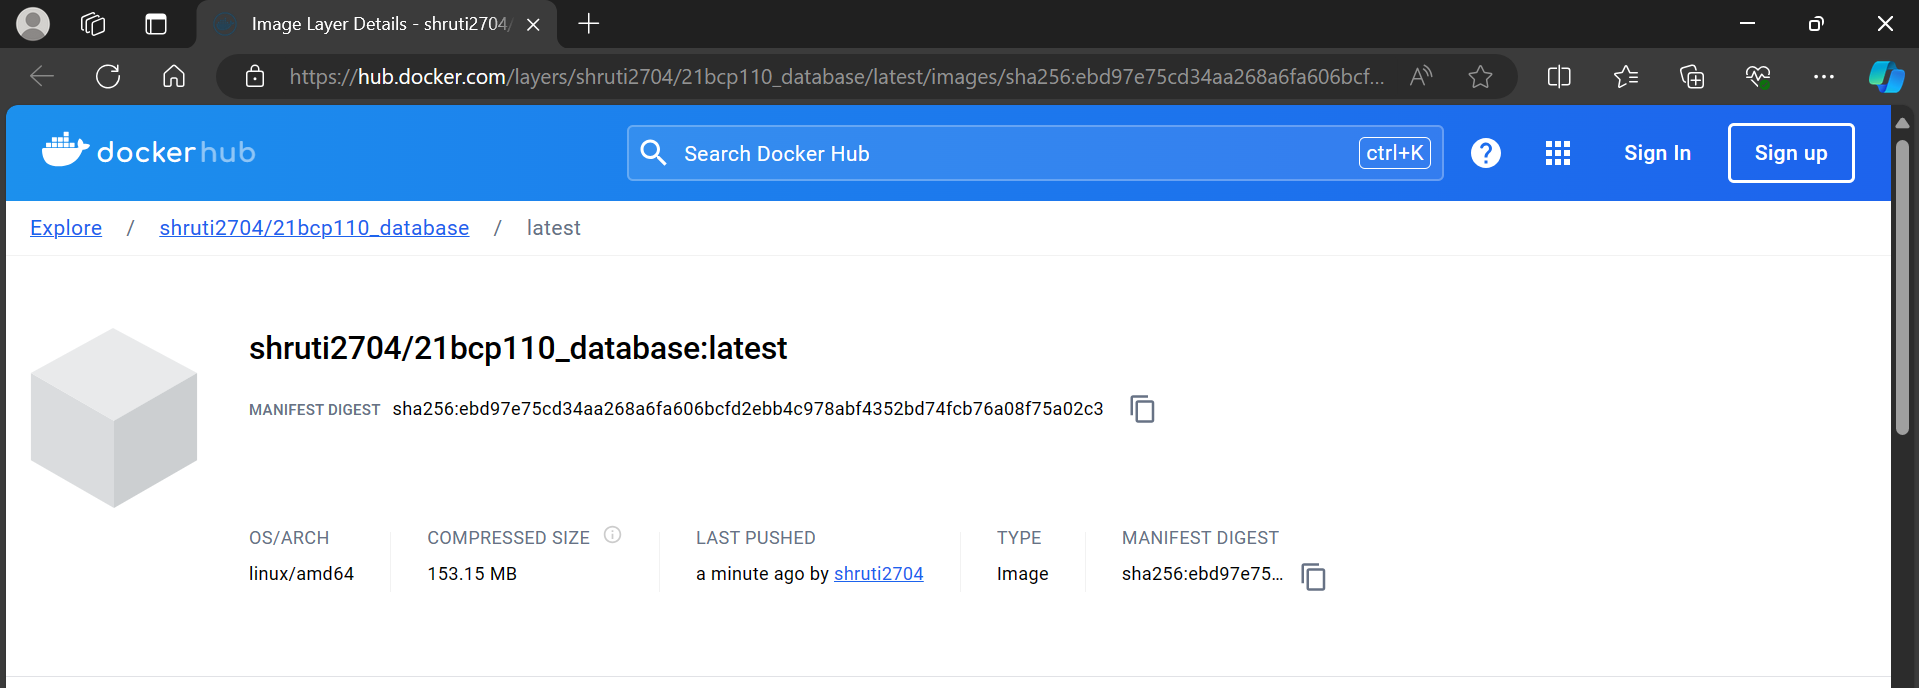 Image Layer Details - shruti2704/
https://hub.docker.com/layers/shruti2704/21bcp110_database/latest/images/sha256:ebd97e75cd34aa268a6fa606bcf...
dockerhub
Search Docker Hub
ctrl+K
?
Sign In
Sign up
Explore / shruti2704/21bcp110_database / latest
shruti2704/21bcp110_database:latest
MANIFEST DIGEST sha256:ebd97e75cd34aa268a6fa606bcfd2ebb4c978abf4352bd74fcb76a08f75a02c3
OS/ARCH
linux/amd64
COMPRESSED SIZE
153.15 MB
LAST PUSHED
a minute ago by shruti2704
TYPE
Image
MANIFEST DIGEST
sha256:ebd97e75...